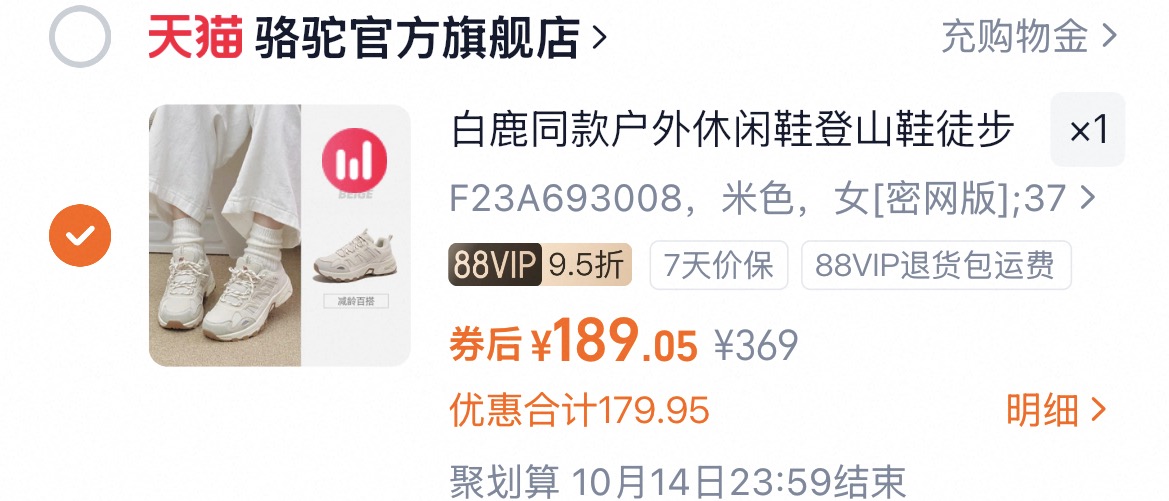 天猫 骆驼官方旗舰店 >
充购物金 >
白鹿同款户外休闲鞋登山鞋徒步
×1
F23A693008，米色，女[密网版];37 >
BEIGE
减龄百搭
88VIP 9.5折
7天价保
88VIP退货包运费
券后 ¥189.05 ¥369
优惠合计179.95
明细 >
聚划算 10月14日23:59结束